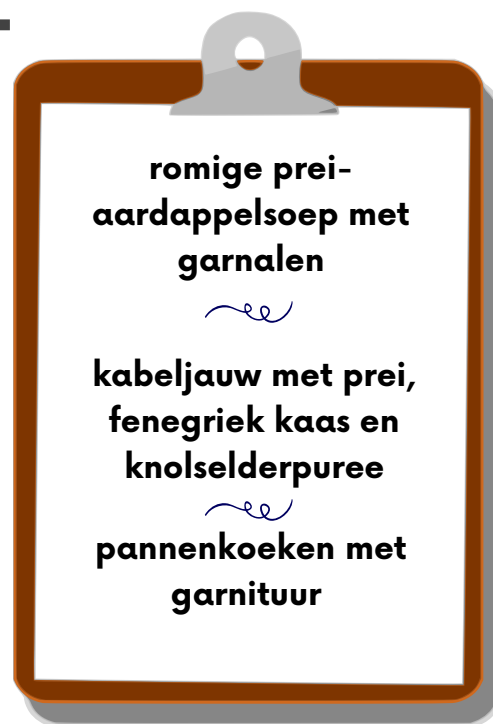 romige prei-
aardappelsoep met
garnalen
kabeljauw met prei,
fenegriek kaas en
knolselderpuree
pannenkoeken met
garnituur